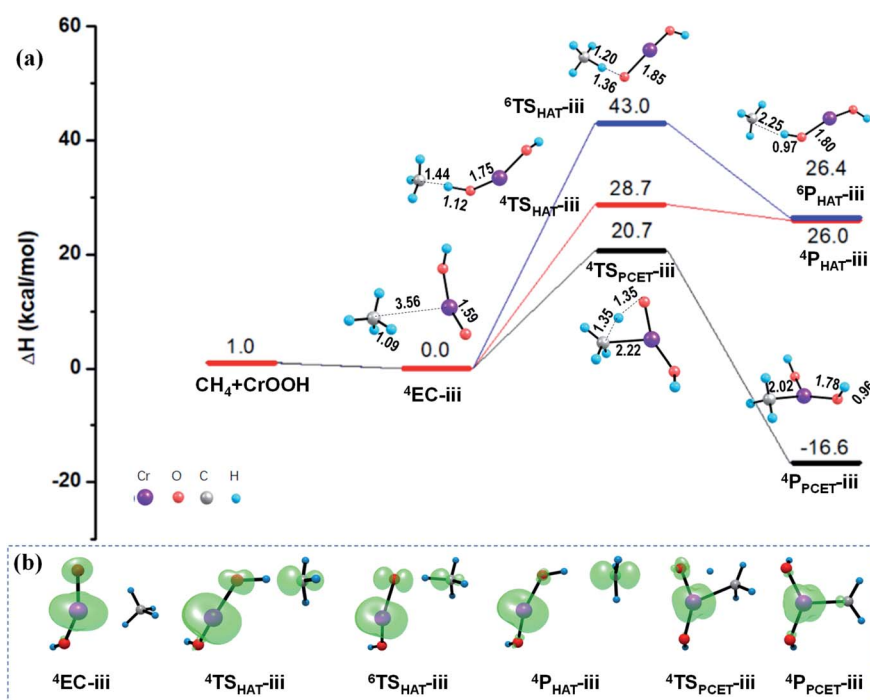 (a)
60
40
20
0
-20
ΔH (kcal/mol)
1.20
1.36
1.85
⁶TS_HAT-iii
43.0
2.25
0.97
1.80
26.4
⁶P_HAT-iii
26.0
⁴P_HAT-iii
1.44
1.75
1.12
⁴TS_HAT-iii
28.7
20.7
⁴TS_PCET-iii
3.56
1.59
1.09
1.35
1.35
2.22
1.0
CH₄+CrOOH
0.0
⁴EC-iii
2.02
1.78
0.96
-16.6
⁴P_PCET-iii
Cr O C H
(b)
⁴EC-iii ⁴TS_HAT-iii ⁶TS_HAT-iii ⁴P_HAT-iii ⁴TS_PCET-iii ⁴P_PCET-iii